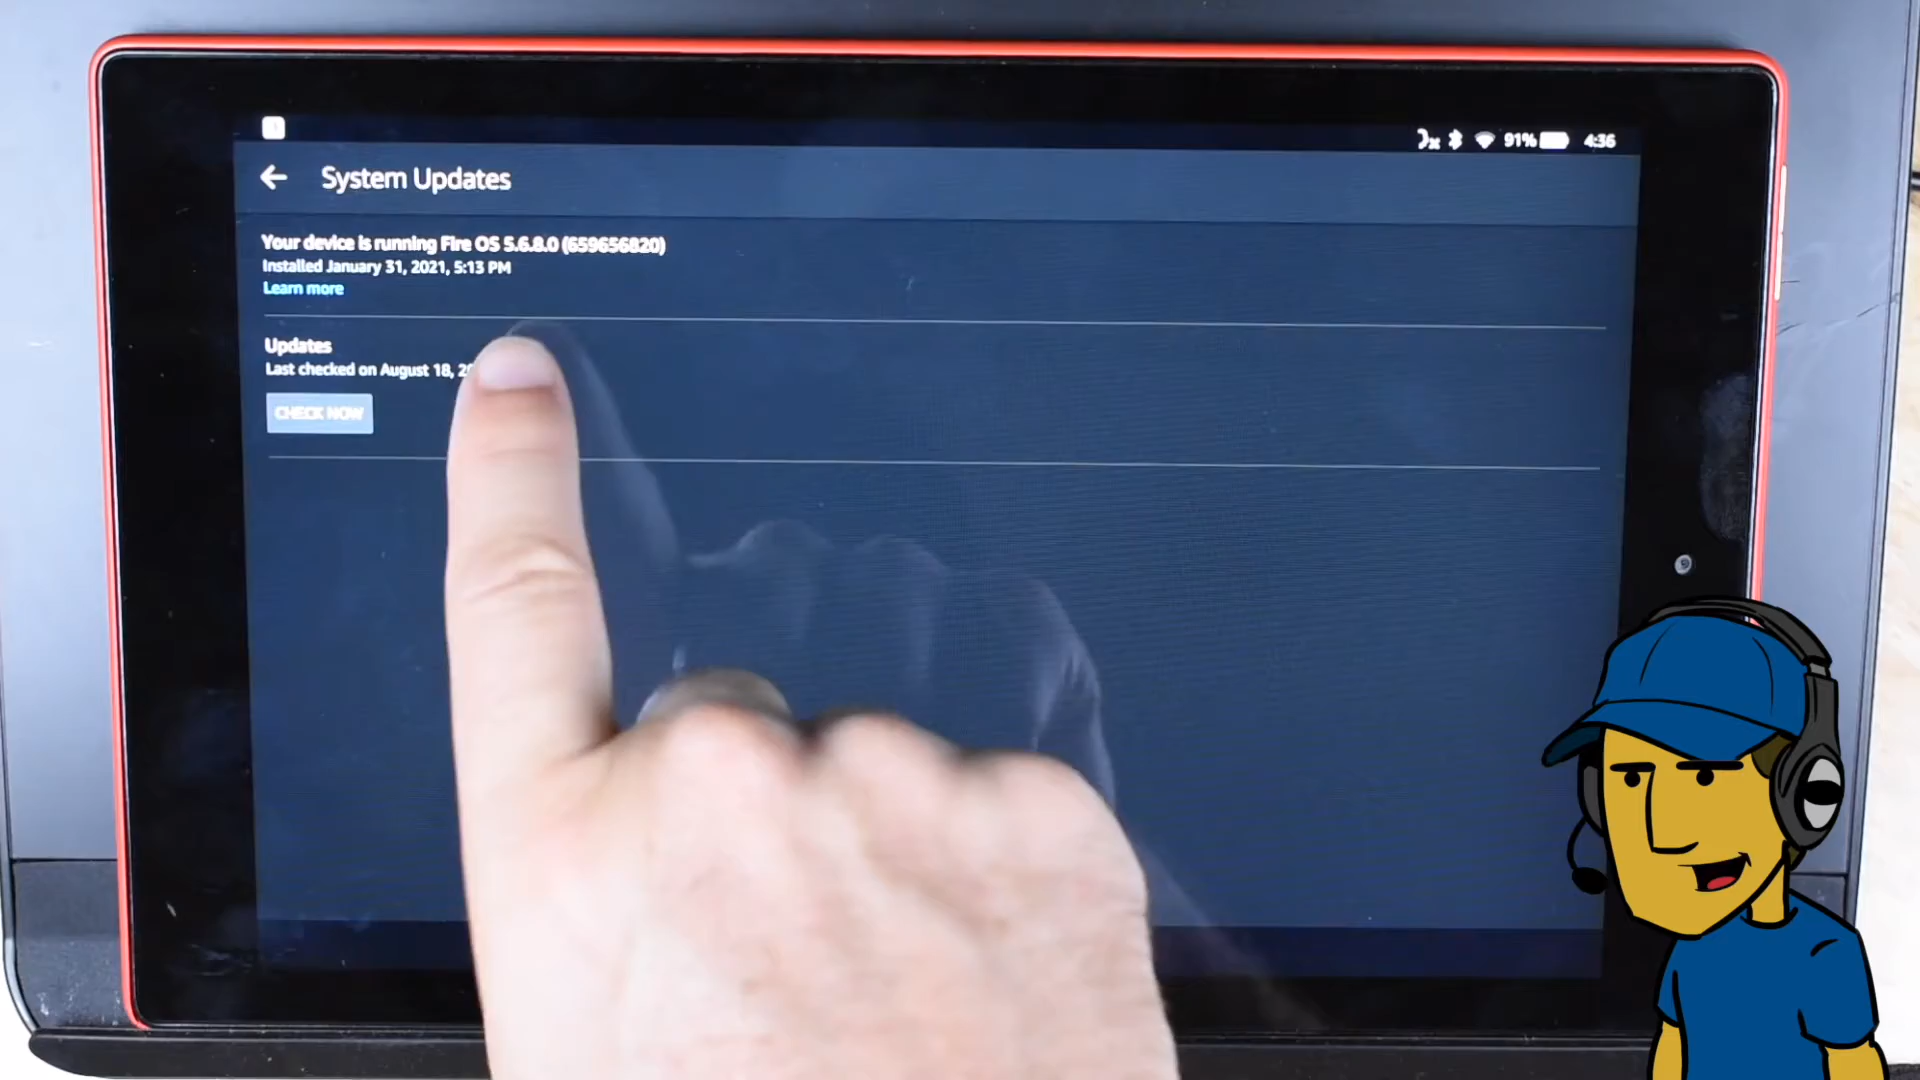 91% 4:36
System Updates
Your device is running Fire OS 5.6.8.0 (659656820)
Installed January 31, 2021, 5:13 PM
Learn more
Updates
Last checked on August 18,
CHECK NOW